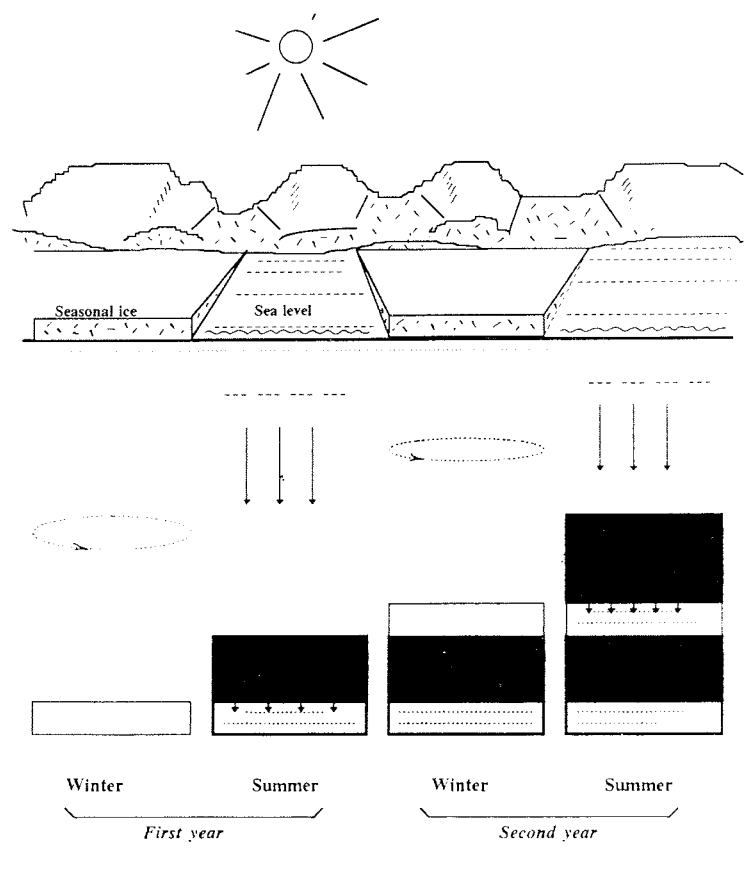 Seasonal ice
Sea level
Winter Summer Winter Summer
First year Second year